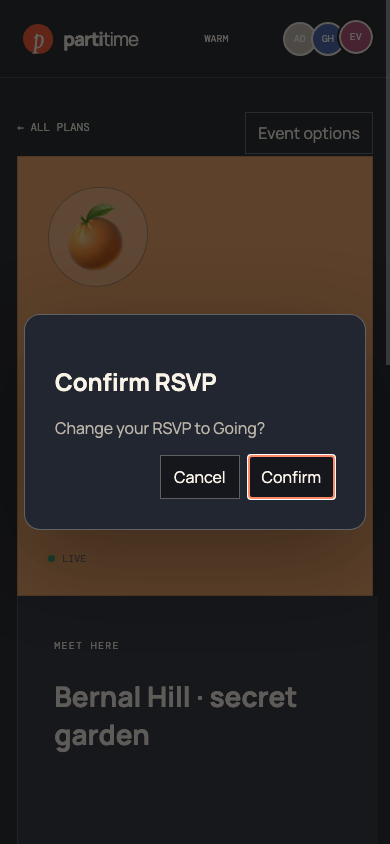 p partitime
WARM
AD GH EV
← ALL PLANS
Event options
Confirm RSVP
Change your RSVP to Going?
Cancel
Confirm
LIVE
MEET HERE
Bernal Hill · secret
garden